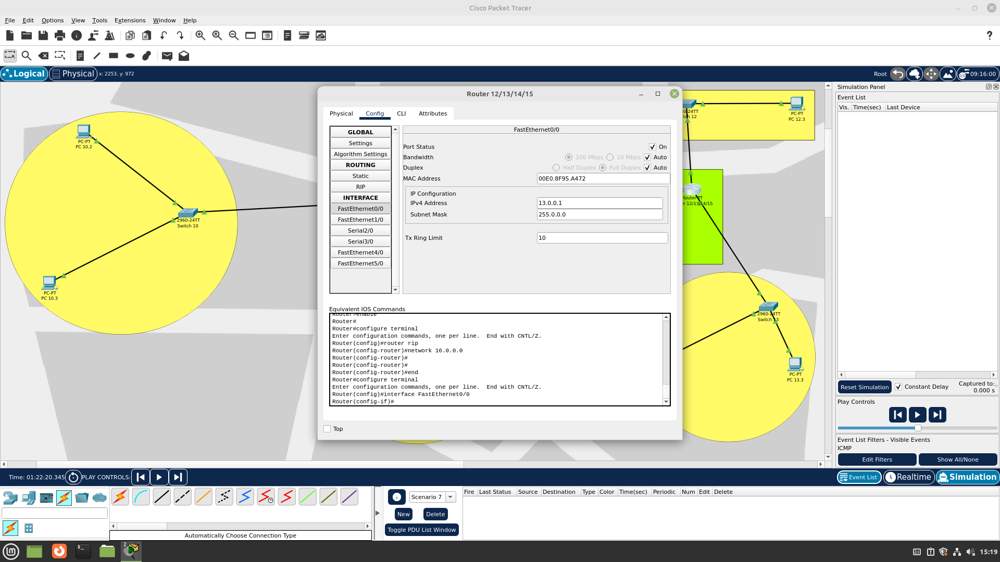 Cisco Packet Tracer
File Edit Options View Tools Extensions Window Help
Logical Physical x: 2253, y: 972 Root 09:16:00
PC-PT
PC 10.2
2960-24TT
Switch 10
PC-PT
PC 10.3
Router 12/13/14/15
Physical Config CLI Attributes
GLOBAL
Settings
Algorithm Settings
ROUTING
Static
RIP
INTERFACE
FastEthernet0/0
FastEthernet1/0
Serial2/0
Serial3/0
FastEthernet4/0
FastEthernet5/0
FastEthernet0/0
Port Status On
Bandwidth 100 Mbps 10 Mbps Auto
Duplex Half Duplex Full Duplex Auto
MAC Address 00E0.8F95.A472
IP Configuration
IPv4 Address 13.0.0.1
Subnet Mask 255.0.0.0
Tx Ring Limit 10
Equivalent IOS Commands
Router>enable
Router#
Router#configure terminal
Enter configuration commands, one per line. End with CNTL/Z.
Router(config)#router rip
Router(config-router)#network 16.0.0.0
Router(config-router)#
Router(config-router)#
Router(config-router)#end
Router#configure terminal
Enter configuration commands, one per line. End with CNTL/Z.
Router(config)#interface FastEthernet0/0
Router(config-if)#
Top
12
PC-PT
PC 12.3
Router-PT
12/13/14/15
2960-24TT
Switch 13
PC-PT
PC 13.3
Simulation Panel
Event List
Vis. Time(sec) Last Device
Reset Simulation Constant Delay Captured to:
0.000 s
Play Controls
Event List Filters - Visible Events
ICMP
Edit Filters Show All/None
Time: 01:22:20.345 PLAY CONTROLS: Event List Realtime Simulation
Automatically Choose Connection Type
Scenario 7
New Delete
Toggle PDU List Window
Fire Last Status Source Destination Type Color Time(sec) Periodic Num Edit Delete
2
15:19